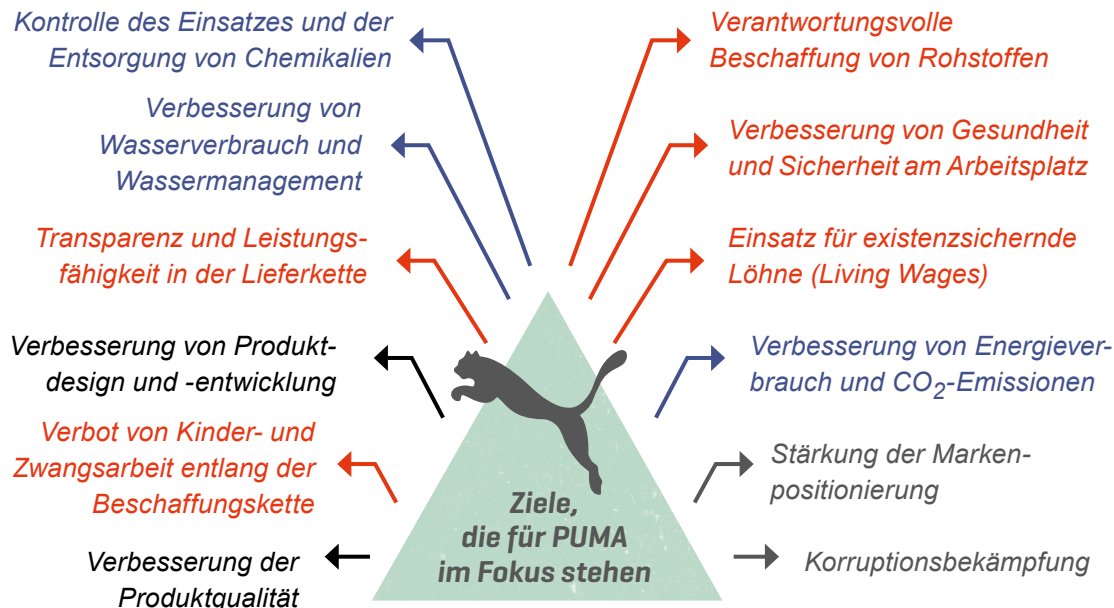 Kontrolle des Einsatzes und der
Entsorgung von Chemikalien
Verbesserung von
Wasserverbrauch und
Wassermanagement
Transparenz und Leistungs-
fähigkeit in der Lieferkette
Verbesserung von Produkt-
design und -entwicklung
Verbot von Kinder- und
Zwangsarbeit entlang der
Beschaffungskette
Verbesserung der
Produktqualität
Verantwortungsvolle
Beschaffung von Rohstoffen
Verbesserung von Gesundheit
und Sicherheit am Arbeitsplatz
Einsatz für existenzsichernde
Löhne (Living Wages)
Verbesserung von Energiever-
brauch und CO₂-Emissionen
Stärkung der Marken-
positionierung
Korruptionsbekämpfung
Ziele,
die für PUMA
im Fokus stehen